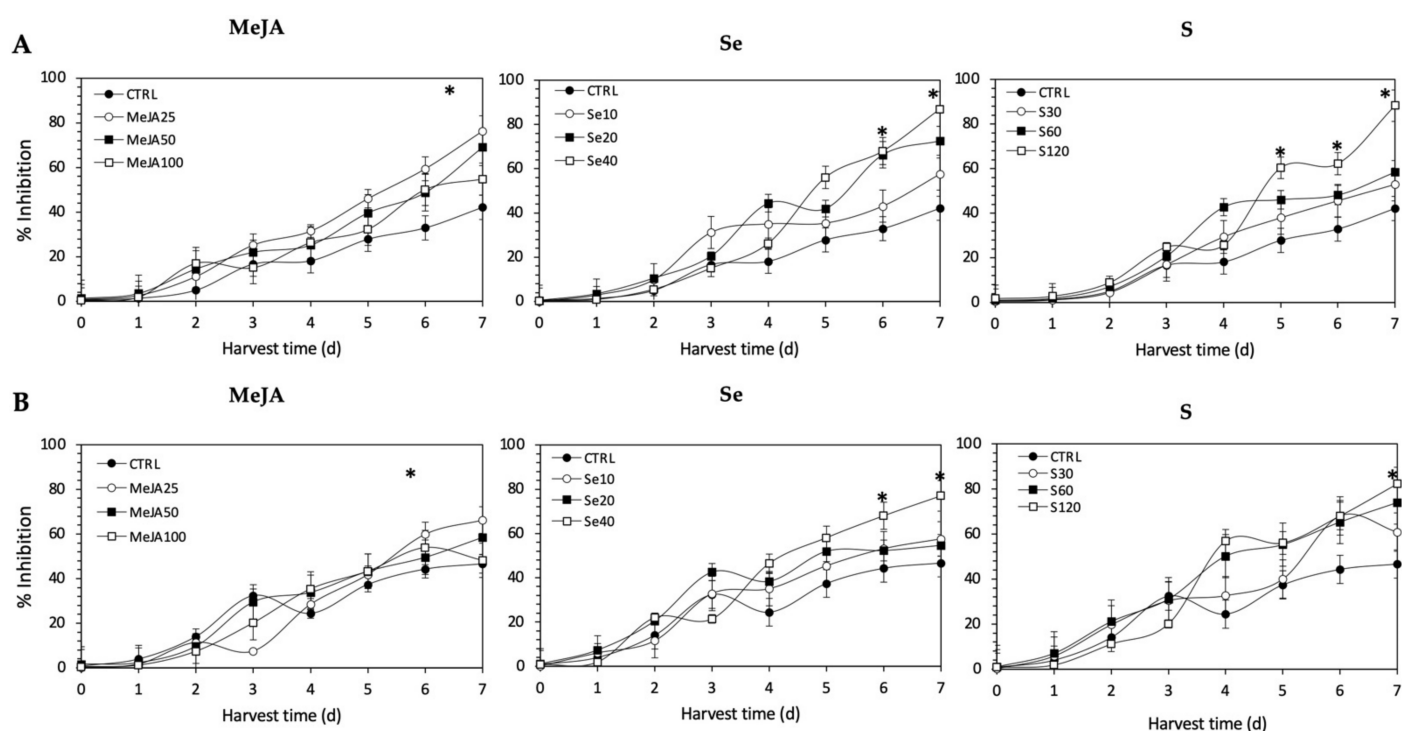 A
MeJA
Se
S
% Inhibition
100
80
60
40
20
0
CTRL
MeJA25
MeJA50
MeJA100
*
0 1 2 3 4 5 6 7
Harvest time (d)
100
80
60
40
20
0
CTRL
Se10
Se20
Se40
*
*
0 1 2 3 4 5 6 7
Harvest time (d)
100
80
60
40
20
0
CTRL
S30
S60
S120
*
*
*
0 1 2 3 4 5 6 7
Harvest time (d)
B
MeJA
Se
S
% Inhibition
100
80
60
40
20
0
CTRL
MeJA25
MeJA50
MeJA100
*
0 1 2 3 4 5 6 7
Harvest time (d)
100
80
60
40
20
0
CTRL
Se10
Se20
Se40
*
*
0 1 2 3 4 5 6 7
Harvest time (d)
100
80
60
40
20
0
CTRL
S30
S60
S120
*
0 1 2 3 4 5 6 7
Harvest time (d)